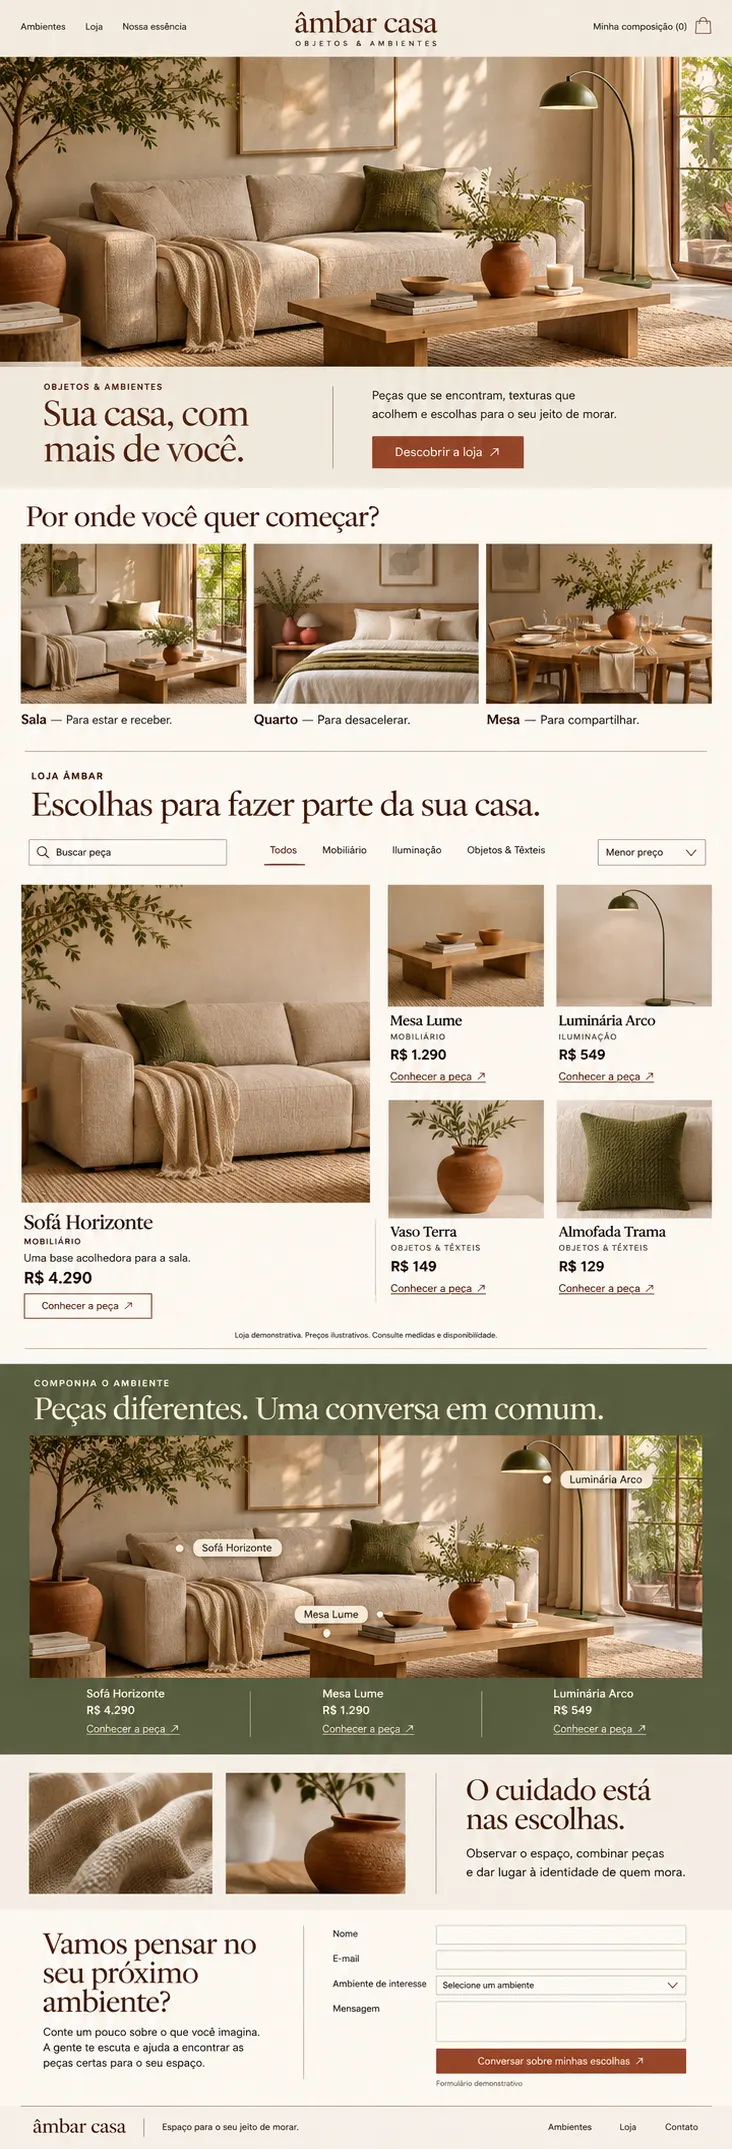 Ambientes
Loja
Nossa essência
âmbar casa
OBJETOS & AMBIENTES
Minha composição (0)
OBJETOS & AMBIENTES
Sua casa, com
mais de você.
Peças que se encontram, texturas que
acolhem e escolhas para o seu jeito de morar.
Descobrir a loja ↗
Por onde você quer começar?
Sala — Para estar e receber.
Quarto — Para desacelerar.
Mesa — Para compartilhar.
LOJA ÂMBAR
Escolhas para fazer parte da sua casa.
Buscar peça
Todos
Mobiliário
Iluminação
Objetos & Têxteis
Menor preço
Sofá Horizonte
MOBILIÁRIO
Uma base acolhedora para a sala.
R$ 4.290
Conhecer a peça ↗
Mesa Lume
MOBILIÁRIO
R$ 1.290
Conhecer a peça ↗
Luminária Arco
ILUMINAÇÃO
R$ 549
Conhecer a peça ↗
Vaso Terra
OBJETOS & TÊXTEIS
R$ 149
Conhecer a peça ↗
Almofada Trama
OBJETOS & TÊXTEIS
R$ 129
Conhecer a peça ↗
Loja demonstrativa. Preços ilustrativos. Consulte medidas e disponibilidade.
COMPONHA O AMBIENTE
Peças diferentes. Uma conversa em comum.
Luminária Arco
Sofá Horizonte
Mesa Lume
Sofá Horizonte
R$ 4.290
Conhecer a peça ↗
Mesa Lume
R$ 1.290
Conhecer a peça ↗
Luminária Arco
R$ 549
Conhecer a peça ↗
O cuidado está
nas escolhas.
Observar o espaço, combinar peças
e dar lugar à identidade de quem mora.
Vamos pensar no
seu próximo
ambiente?
Conte um pouco sobre o que você imagina.
A gente te escuta e ajuda a encontrar as
peças certas para o seu espaço.
Nome
E-mail
Ambiente de interesse
Selecione um ambiente
Mensagem
Conversar sobre minhas escolhas ↗
Formulário demonstrativo
âmbar casa
Espaço para o seu jeito de morar.
Ambientes
Loja
Contato